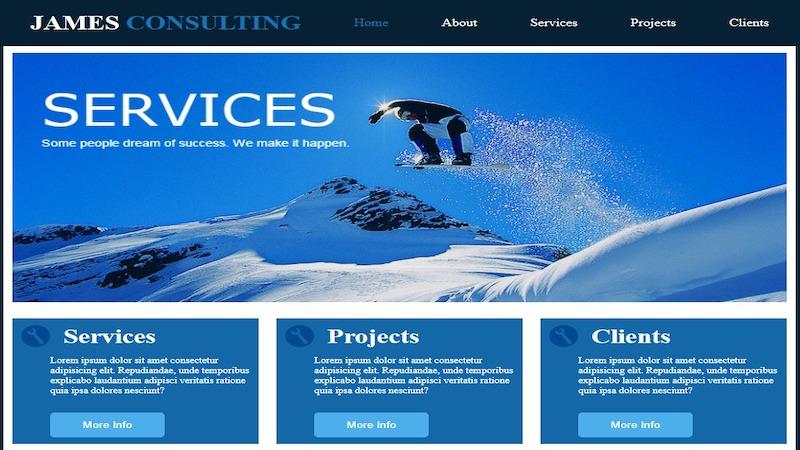 JAMES CONSULTING
Home
About
Services
Projects
Clients
SERVICES
Some people dream of success. We make it happen.
Services
Lorem ipsum dolor sit amet consectetur
adipisicing elit. Repudiandae, unde temporibus
explicabo laudantium adipisci veritatis ratione
quia ipsa dolores nesciunt?
More Info
Projects
Lorem ipsum dolor sit amet consectetur
adipisicing elit. Repudiandae, unde temporibus
explicabo laudantium adipisci veritatis ratione
quia ipsa dolores nesciunt?
More Info
Clients
Lorem ipsum dolor sit amet consectetur
adipisicing elit. Repudiandae, unde temporibus
explicabo laudantium adipisci veritatis ratione
quia ipsa dolores nesciunt?
More Info